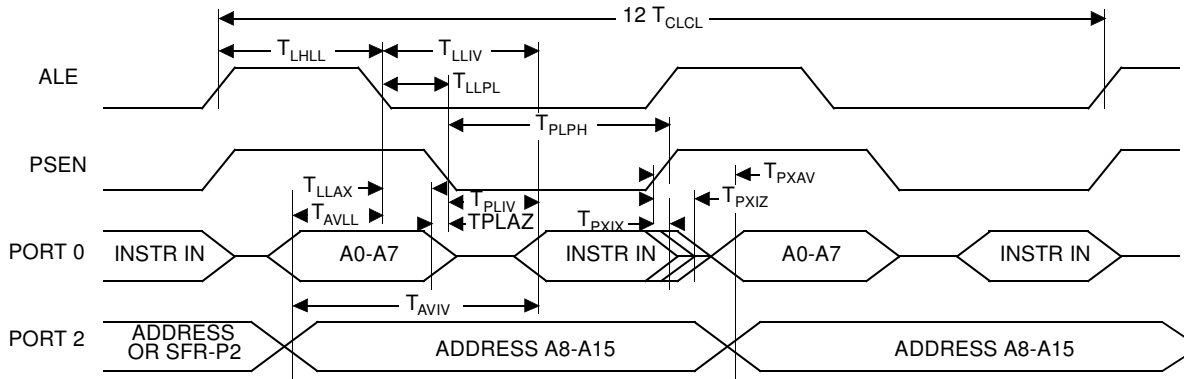 12 TCLCL
TLHLL
TLLIV
ALE
TLLPL
TPLPH
PSEN
TLLAX
TPXAV
TPLIV
TPXIZ
TAVLL
TPLAZ
TPXIX
PORT 0
INSTR IN
A0-A7
INSTR IN
A0-A7
INSTR IN
TAVIV
PORT 2
ADDRESS
OR SFR-P2
ADDRESS A8-A15
ADDRESS A8-A15